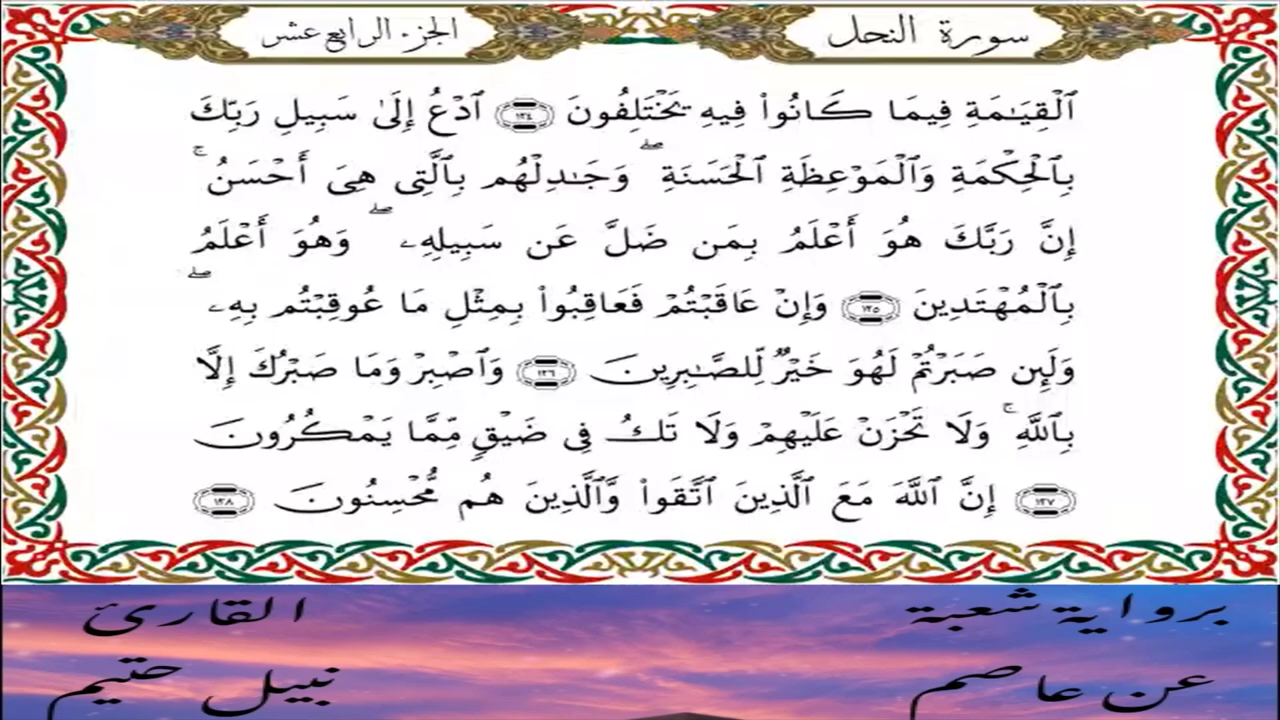 سورة النحل
الجزء الرابع عشر
ٱلْقِيَٰمَةِ فِيمَا كَانُوا۟ فِيهِ يَخْتَلِفُونَ ١٢٤ ٱدْعُ إِلَىٰ سَبِيلِ رَبِّكَ
بِٱلْحِكْمَةِ وَٱلْمَوْعِظَةِ ٱلْحَسَنَةِ ۖ وَجَٰدِلْهُم بِٱلَّتِى هِىَ أَحْسَنُ ۚ
إِنَّ رَبَّكَ هُوَ أَعْلَمُ بِمَن ضَلَّ عَن سَبِيلِهِۦ ۖ وَهُوَ أَعْلَمُ
بِٱلْمُهْتَدِينَ ١٢٥ وَإِنْ عَاقَبْتُمْ فَعَاقِبُوا۟ بِمِثْلِ مَا عُوقِبْتُم بِهِۦ ۖ
وَلَئِن صَبَرْتُمْ لَهُوَ خَيْرٌ لِّلصَّٰبِرِينَ ١٢٦ وَٱصْبِرْ وَمَا صَبْرُكَ إِلَّا
بِٱللَّهِ ۚ وَلَا تَحْزَنْ عَلَيْهِمْ وَلَا تَكُ فِى ضَيْقٍ مِّمَّا يَمْكُرُونَ
١٢٧ إِنَّ ٱللَّهَ مَعَ ٱلَّذِينَ ٱتَّقَوا۟ وَّٱلَّذِينَ هُم مُّحْسِنُونَ ١٢٨
برواية شعبة
عن عاصم
القارئ
نبيل حتيم